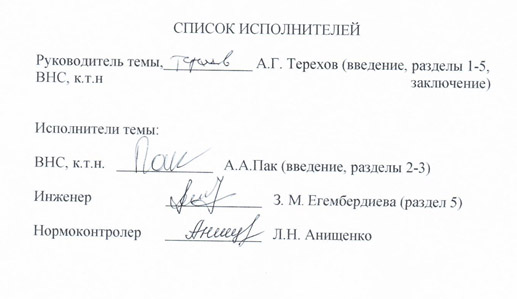 СПИСОК ИСПОЛНИТЕЛЕЙ
Руководитель темы, А.Г. Терехов (введение, разделы 1-5,
ВНС, к.т.н заключение)
Исполнители темы:
ВНС, к.т.н. Пак А.А.Пак (введение, разделы 2-3)
Инженер З. М. Егембердиева (раздел 5)
Нормоконтролер Л.Н. Анищенко